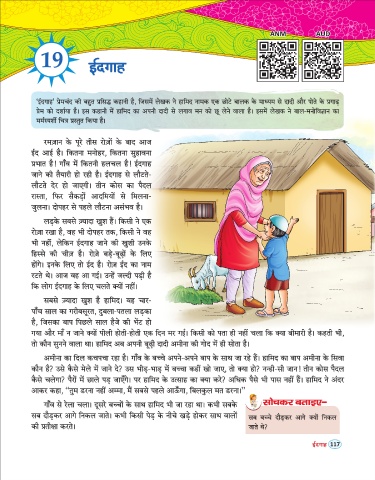 ANM AUD
19 ईदगाह
'ईदगाह' प्रेमचंद की बहुत प्रसिद्ध कहानी है, जिसमें लेखक ने हामिद नामक एक छोटे बालक के माध्यम से दादी और पोते के प्रगाढ़
प्रेम को दर्शाया है। इस कहानी में हामिद का अपनी दादी से लगाव मन को छू लेने वाला है। इसमें लेखक ने बाल-मनोविज्ञान का
मर्मस्पर्शी चित्र प्रस्तुत किया है।
रमज़ान के पूरे तीस रोज़ों के बाद आज
ईद आई है। कितना मनोहर, कितना सुहावना
प्रभात है। गाँव में कितनी हलचल है। ईदगाह
जाने की तैयारी हो रही है। ईदगाह से लौटते-
लौटते देर हो जाएगी। तीन कोस का पैदल
रास्ता, फिर सैकड़ों आदमियों से मिलना-
जुलना। दोपहर से पहले लौटना असंभव है।
लड़के सबसे ज़्यादा खुश हैं। किसी ने एक
रोज़ा रखा है, वह भी दोपहर तक, किसी ने वह
भी नहीं, लेकिन ईदगाह जाने की खुशी उनके
हिस्से की चीज़ है। रोज़े बड़े-बूढ़ों के लिए
होंगे। इनके लिए तो ईद है। रोज़ ईद का नाम
रटते थे। आज वह आ गई। उन्हें जल्दी पड़ी है
कि लोग ईदगाह के लिए चलते क्यों नहीं।
सबसे ज़्यादा खुश है हामिद। वह चार-
पाँच साल का गरीबसूरत, दुबला-पतला लड़का
है, जिसका बाप पिछले साल हैजे की भेंट हो
गया और माँ न जाने क्यों पीली होती-होती एक दिन मर गई। किसी को पता ही नहीं चला कि क्या बीमारी है। कहती भी,
तो कौन सुनने वाला था। हामिद अब अपनी बूढ़ी दादी अमीना की गोद में ही सोता है।
अमीना का दिल कचोट रहा है। गाँव के बच्चे अपने-अपने बाप के साथ जा रहे हैं। हामिद का बाप अमीना के सिवा
कौन है? उसे कैसे मेले में जाने दे? उस भीड़-भाड़ में बच्चा कहीं खो जाए, तो क्या हो? नन्ही-सी जान! तीन कोस पैदल
कैसे चलेगा? पैरों में छाले पड़ जाएँगे। पर हामिद के उत्साह का क्या करे? अधिक पैसे भी पास नहीं हैं। हामिद ने अंदर
आकर कहा, “तुम डरना नहीं अम्मा, मैं सबसे पहले आऊँगा, बिलकुल मत डरना।”
गाँव से रेला चला। दूसरे बच्चों के साथ हामिद भी जा रहा था। कभी सबके
सब दौड़कर आगे निकल जाते। कभी किसी पेड़ के नीचे खड़े होकर साथ वालों
की प्रतीक्षा करते।
सोचकर बताइए-
सब बच्चे दौड़कर आगे क्यों निकल
जाते थे?
ईदगाह 117